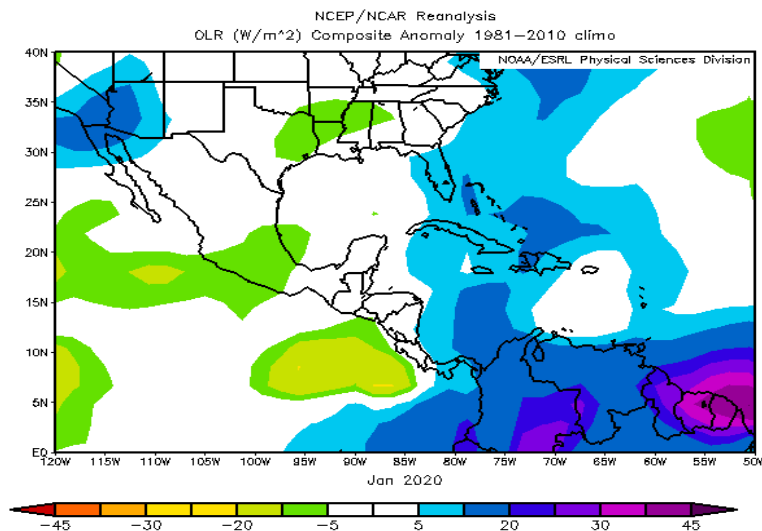 NCEP/NCAR Reanalysis
OLR (W/m^2) Composite Anomaly 1981-2010 climo
NOAA/ESRL Physical Sciences Division
40N
35N
30N
25N
20N
15N
10N
5N
EQ
120W 115W 110W 105W 100W 95W 90W 85W 80W 75W 70W 65W 60W 55W 50W
Jan 2020
-45 -30 -20 -5 5 20 30 45